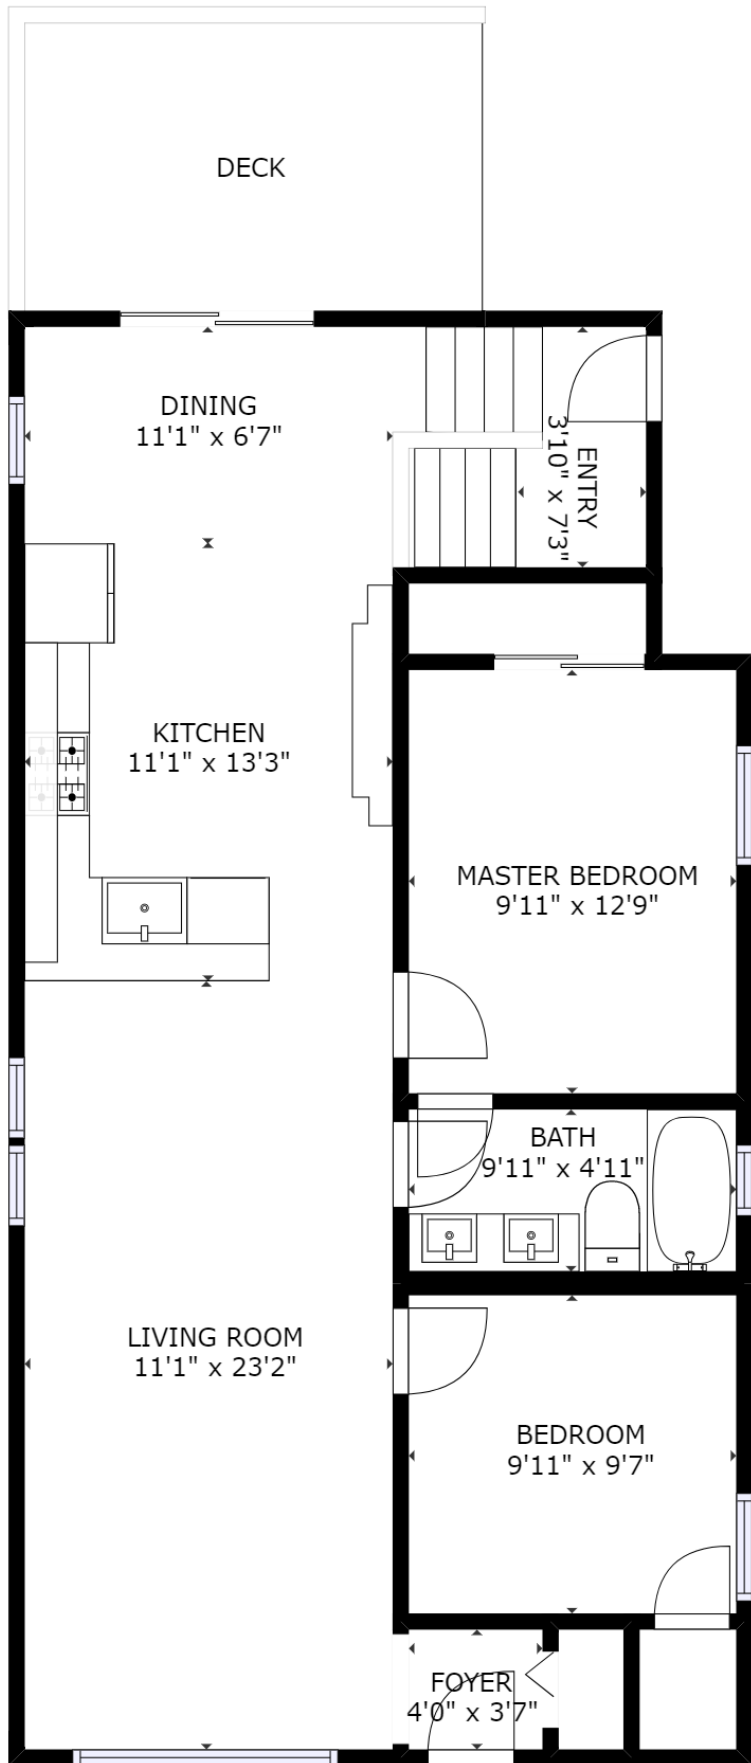 DECK
DINING
11'1" x 6'7"
ENTRY
3'10" x 7'3"
KITCHEN
11'1" x 13'3"
MASTER BEDROOM
9'11" x 12'9"
BATH
9'11" x 4'11"
LIVING ROOM
11'1" x 23'2"
BEDROOM
9'11" x 9'7"
FOYER
4'0" x 3'7"